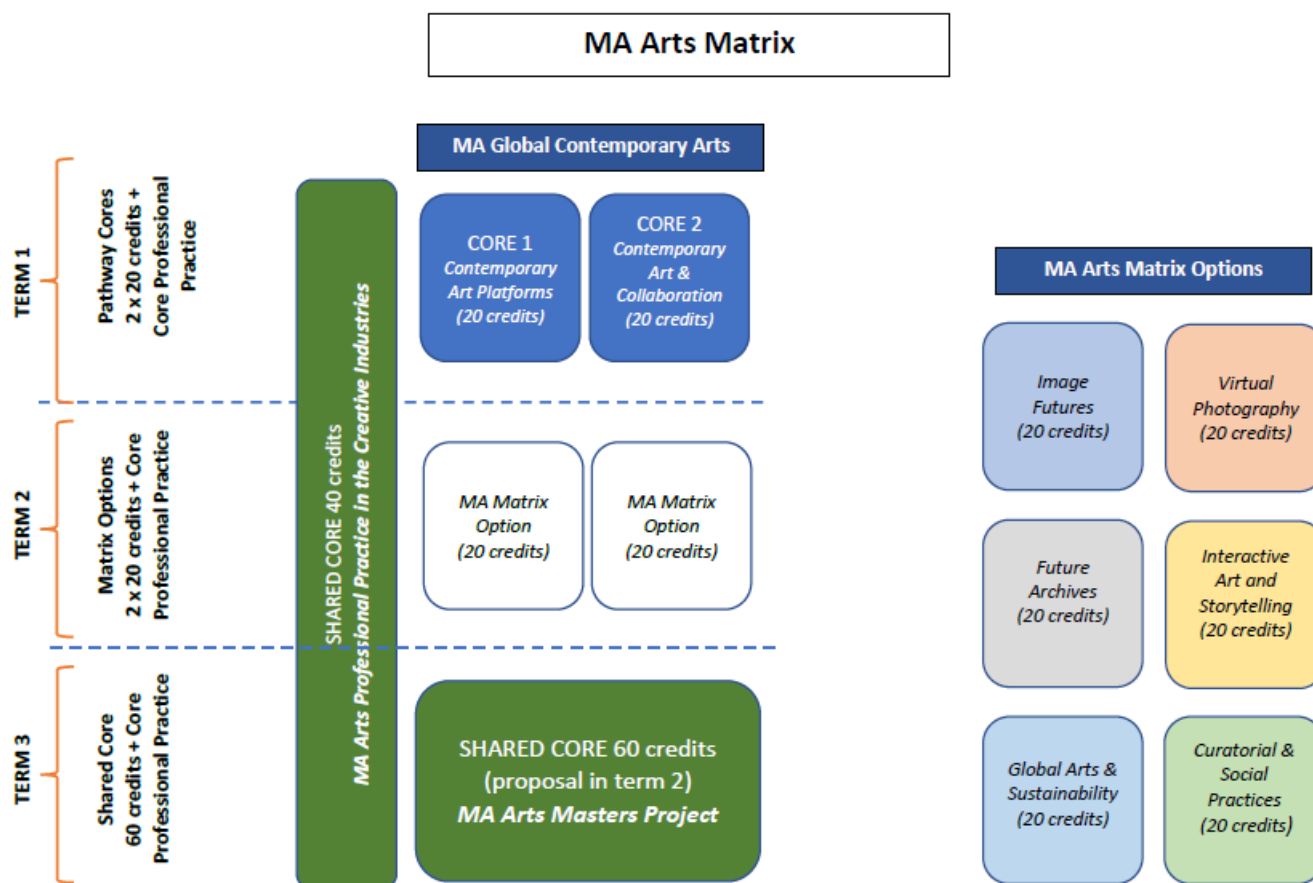 MA Arts Matrix
MA Global Contemporary Arts
TERM 1
Pathway Cores
2 x 20 credits +
Core Professional
Practice
CORE 1
Contemporary
Art Platforms
(20 credits)
CORE 2
Contemporary
Art &
Collaboration
(20 credits)
TERM 2
Matrix Options
2 x 20 credits + Core
Professional Practice
SHARED CORE 40 credits
MA Arts Professional Practice in the Creative Industries
MA Matrix
Option
(20 credits)
MA Matrix
Option
(20 credits)
TERM 3
Shared Core
60 credits + Core
Professional Practice
SHARED CORE 60 credits
(proposal in term 2)
MA Arts Masters Project
MA Arts Matrix Options
Image
Futures
(20 credits)
Virtual
Photography
(20 credits)
Future
Archives
(20 credits)
Interactive
Art and
Storytelling
(20 credits)
Global Arts &
Sustainability
(20 credits)
Curatorial &
Social
Practices
(20 credits)